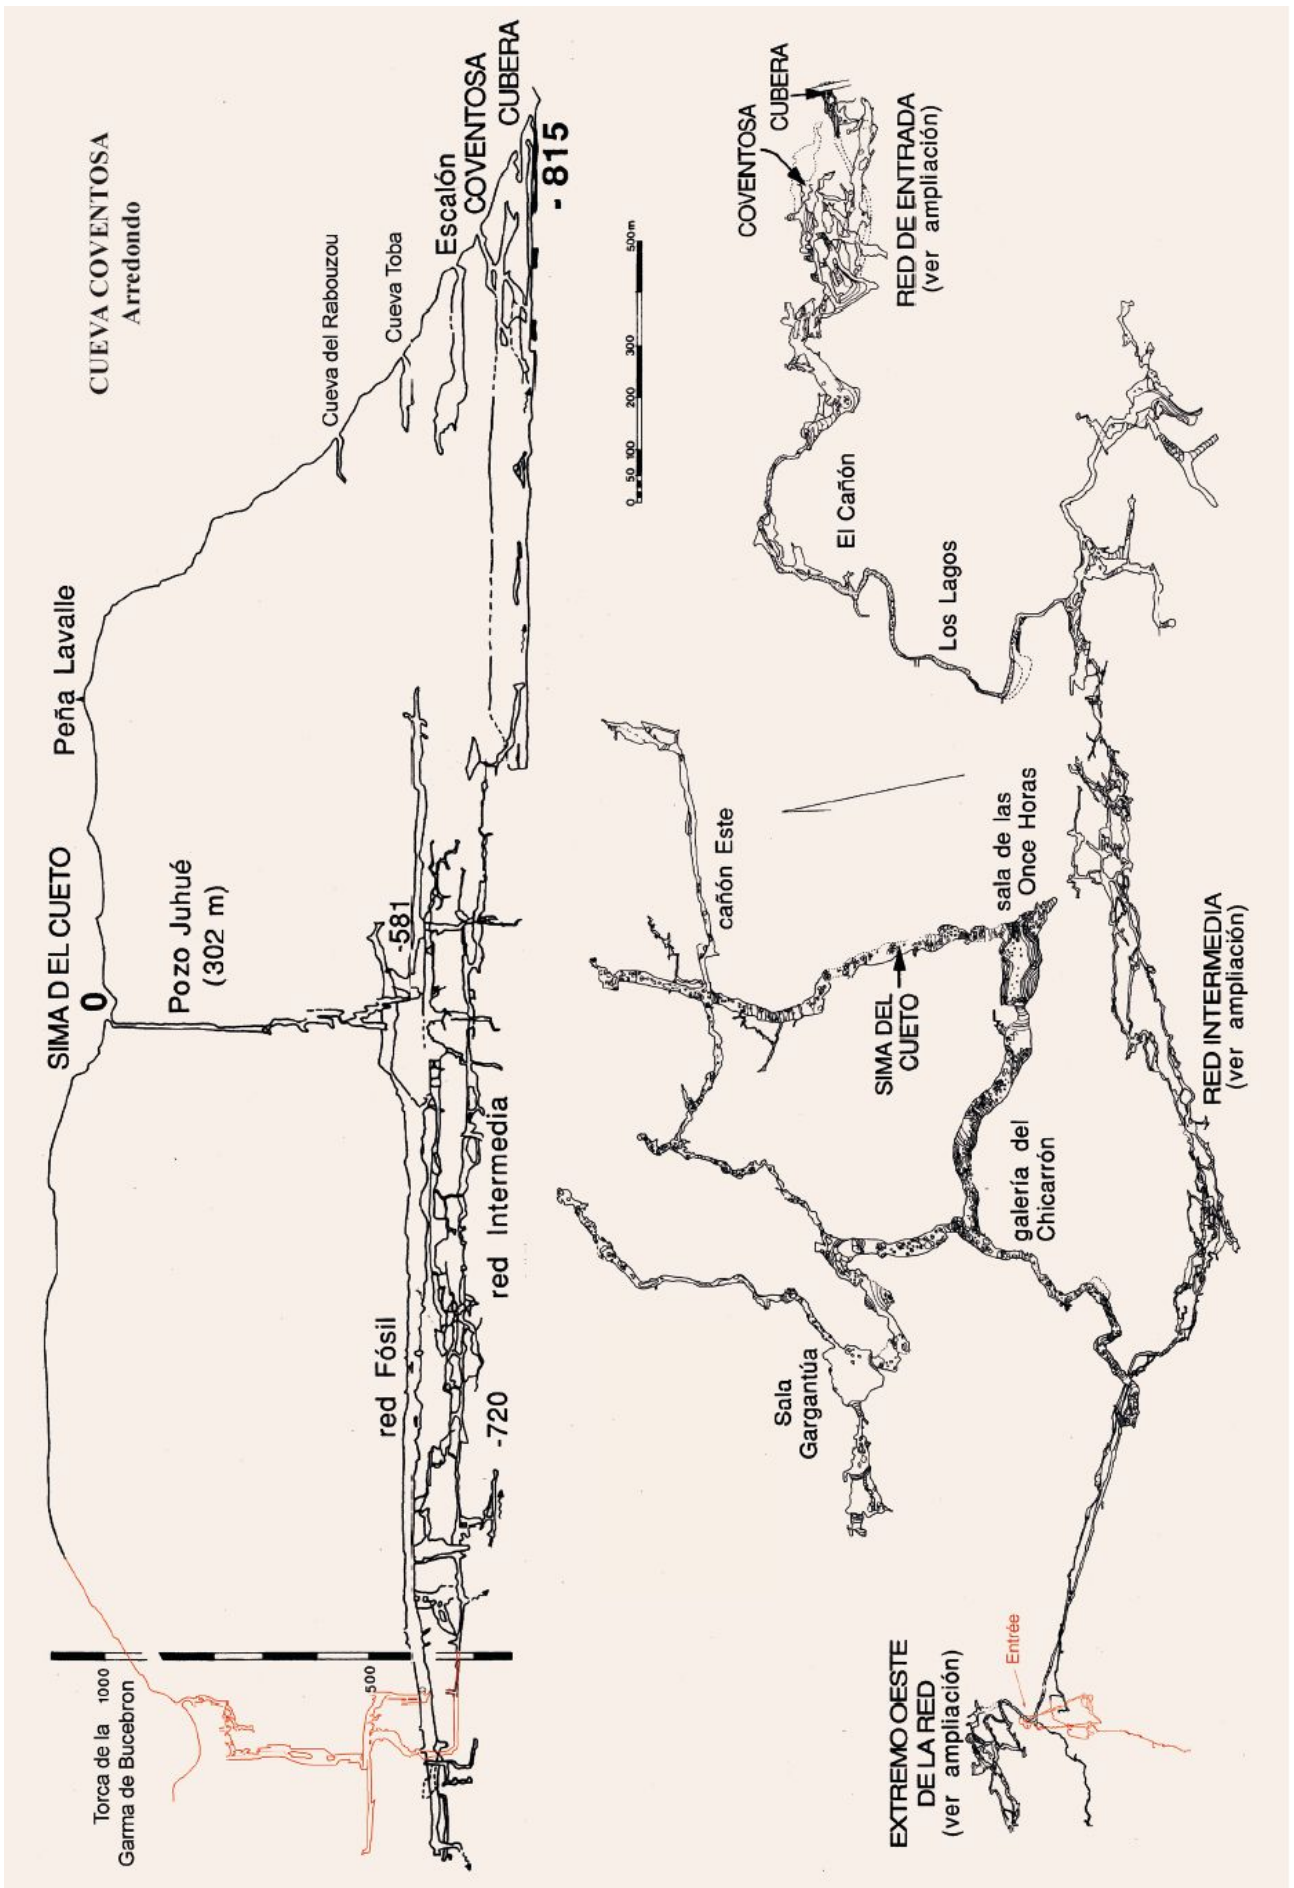 CUEVA COVENTOSA
Arredondo
Peña Lavalle
SIMA DEL CUETO
0
Pozo Juhué
(302 m)
Cueva del Rabouzou
Cueva Toba
Escalón
COVENTOSA
CUBERA
- 815
-581
red Fósil
red Intermedia
-720
Torca de la
Garma de Bucebron
1000
500
0 50 100 200 300 500m
COVENTOSA
CUBERA
RED DE ENTRADA
(ver ampliación)
El Cañón
Los Lagos
cañón Este
sala de las
Once Horas
SIMA DEL
CUETO
galería del
Chicarrón
RED INTERMEDIA
(ver ampliación)
Sala
Gargantúa
Entrée
EXTREMO OESTE
DE LA RED
(ver ampliación)